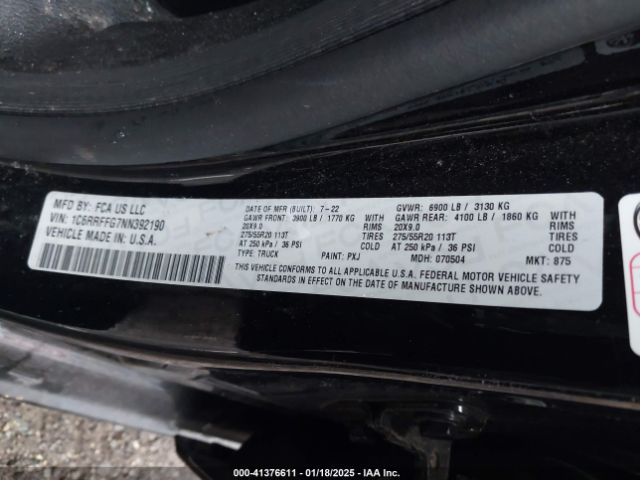 MFD BY: FCA US LLC
VIN: 1C6RRFFG7NN392190
VEHICLE MADE IN: U.S.A.
DATE OF MFR (BUILT): 7-22
GAWR FRONT: 3900 LB / 1770 KG
20X9.0 RIMS
275/55R20 113T TIRES
AT 250 kPa / 36 PSI COLD
TYPE: TRUCK PAINT: PXJ
GVWR: 6900 LB / 3130 KG
GAWR REAR: 4100 LB / 1860 KG
20X9.0 RIMS
275/55R20 113T TIRES
AT 250 kPa / 36 PSI COLD
MDH: 070504 MKT: 875
THIS VEHICLE CONFORMS TO ALL APPLICABLE U.S.A. FEDERAL MOTOR VEHICLE SAFETY
STANDARDS IN EFFECT ON THE DATE OF MANUFACTURE SHOWN ABOVE.
000-41376611 - 01/18/2025 - IAA, Inc.